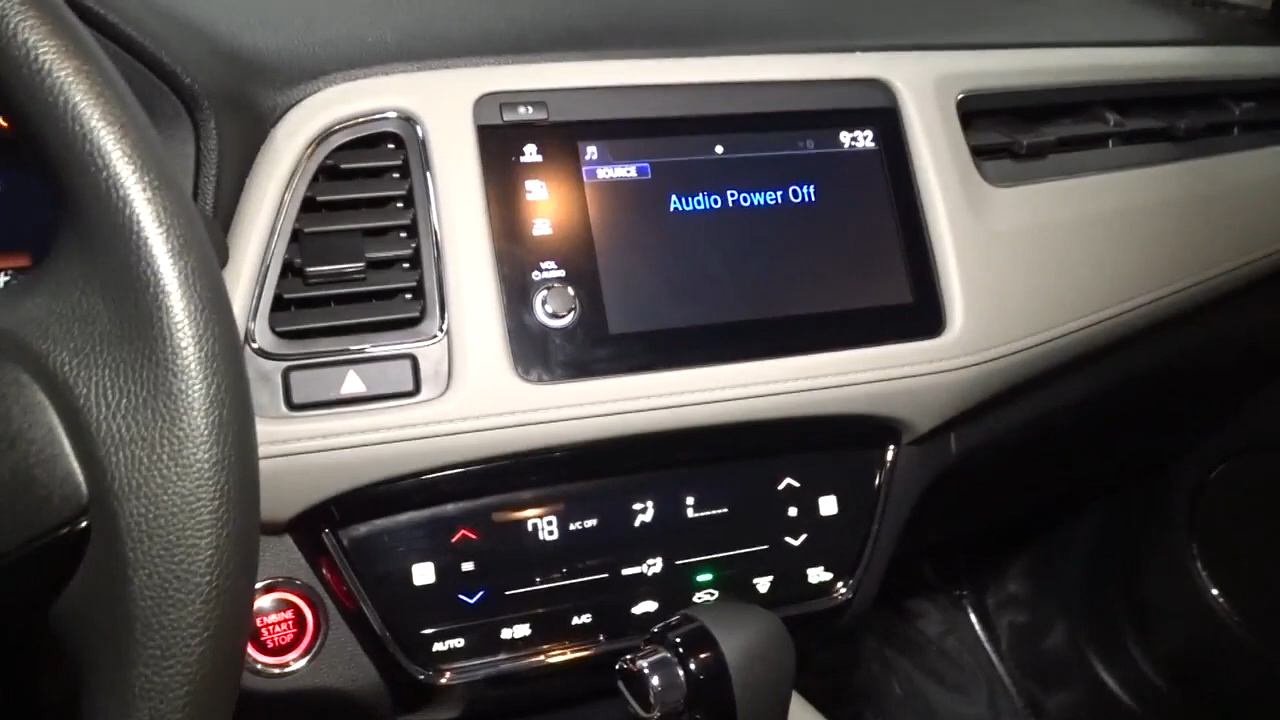 9:32
SOURCE
Audio Power Off
VOL
AUDIO
78
A/C OFF
AUTO
A/C
ENGINE
START
STOP